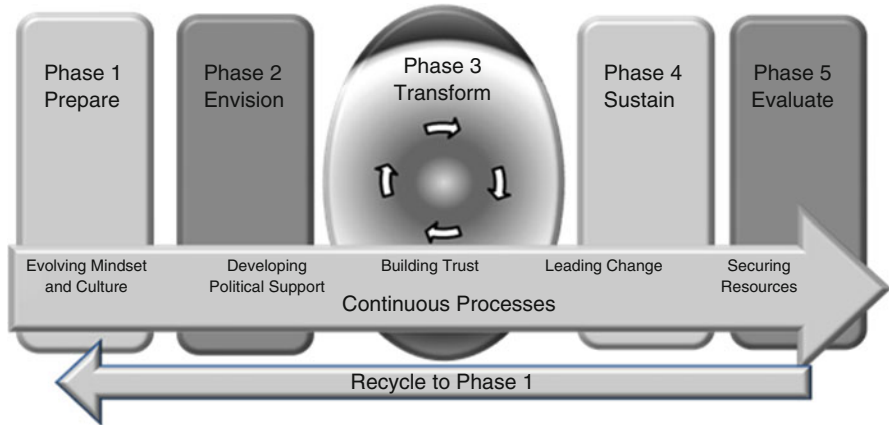 Phase 1
Prepare
Phase 2
Envision
Phase 3
Transform
Phase 4
Sustain
Phase 5
Evaluate
Evolving Mindset
and Culture
Developing
Political Support
Building Trust
Leading Change
Securing
Resources
Continuous Processes
Recycle to Phase 1